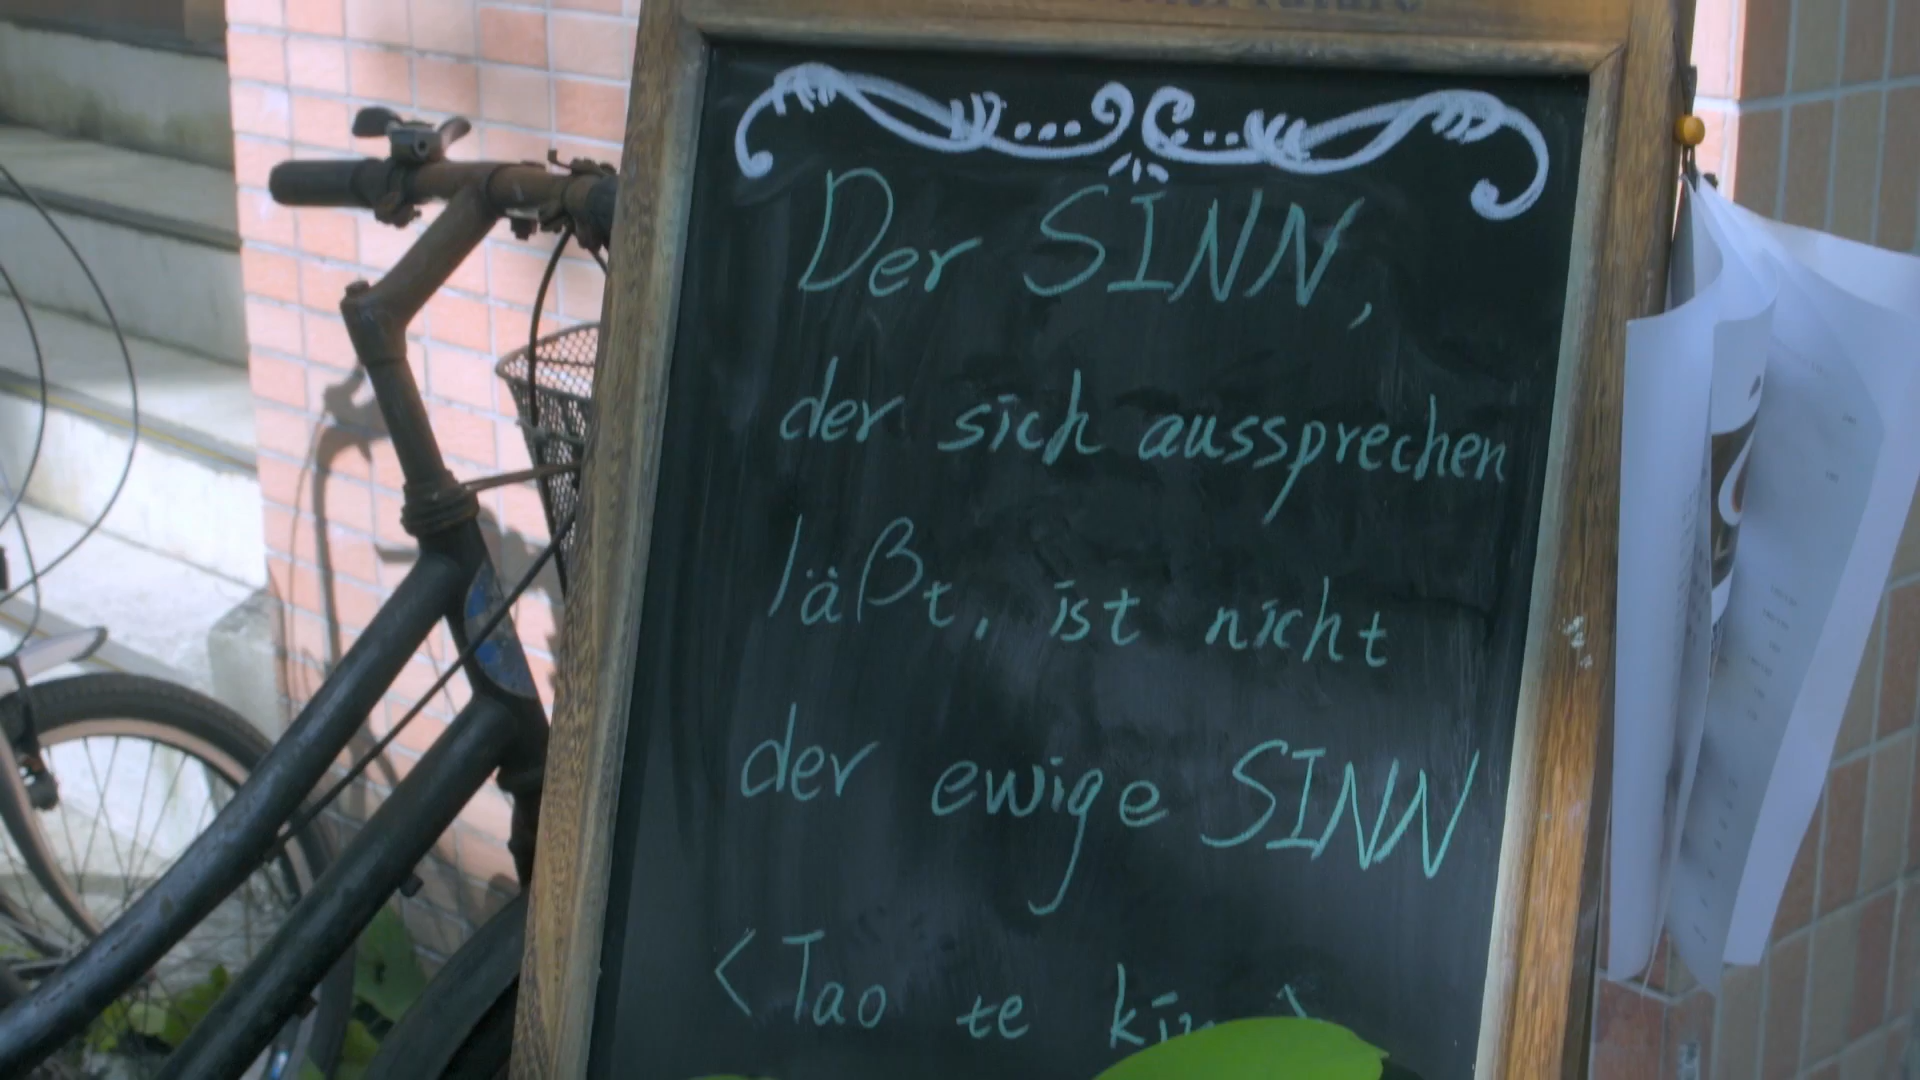 Der SINN,
der sich aussprechen
läßt, ist nicht
der ewige SINN
<Tao te